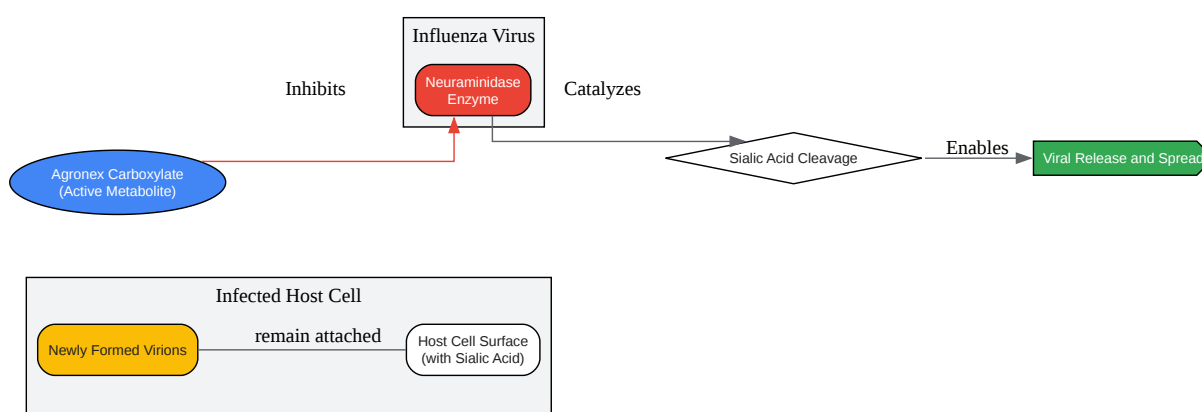 Influenza Virus
Neuraminidase
Enzyme
Inhibits
Catalyzes
Agronex Carboxylate
(Active Metabolite)
Sialic Acid Cleavage
Enables
Viral Release and Spread
Infected Host Cell
Newly Formed Virions
remain attached
Host Cell Surface
(with Sialic Acid)